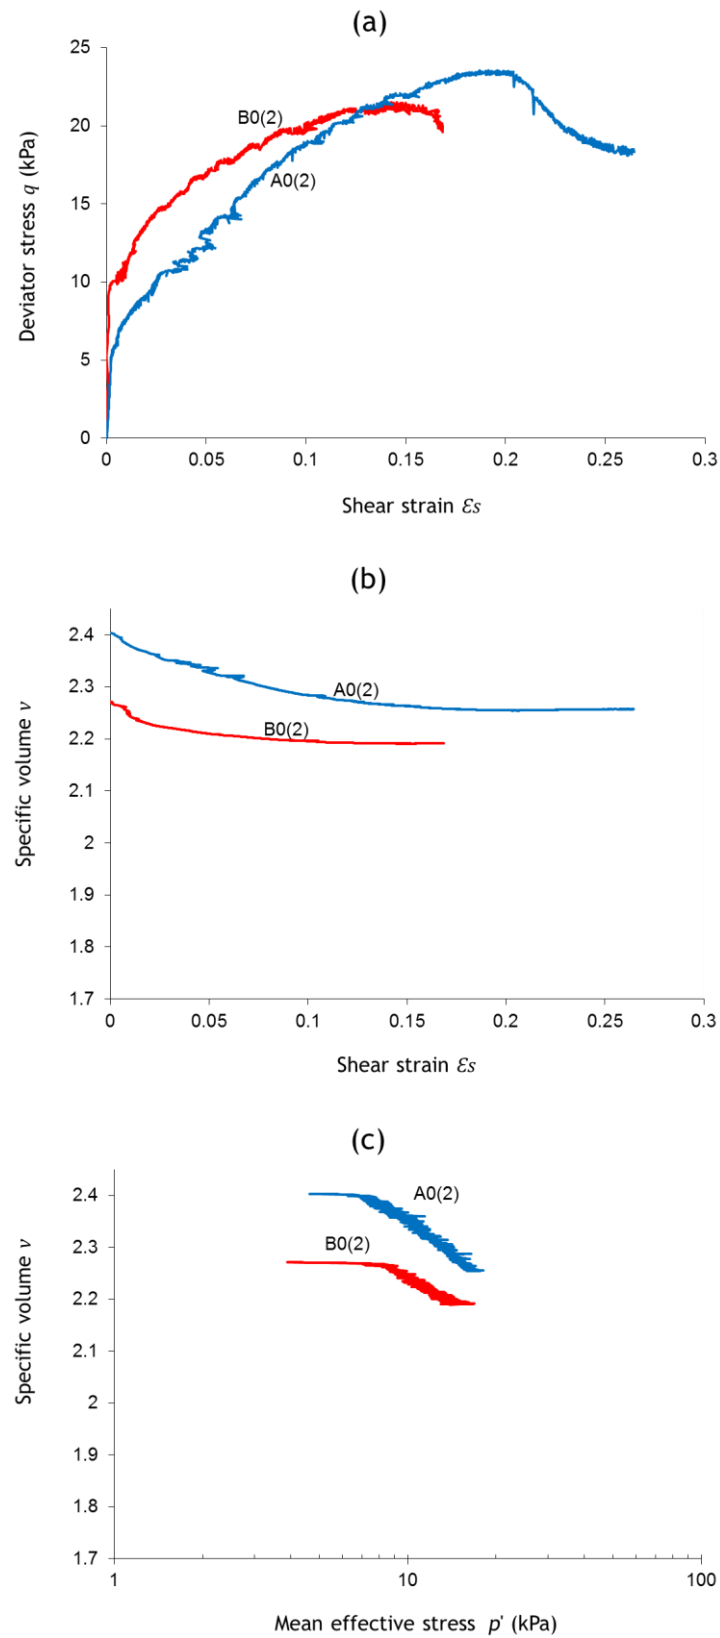 (a)
25
20
15
10
5
0
Deviator stress q (kPa)
B0(2)
A0(2)
0 0.05 0.1 0.15 0.2 0.25 0.3
Shear strain Ɛs
(b)
2.4
2.3
2.2
2.1
2
1.9
1.8
1.7
Specific volume v
A0(2)
B0(2)
0 0.05 0.1 0.15 0.2 0.25 0.3
Shear strain Ɛs
(c)
2.4
2.3
2.2
2.1
2
1.9
1.8
1.7
Specific volume v
A0(2)
B0(2)
1 10 100
Mean effective stress p' (kPa)